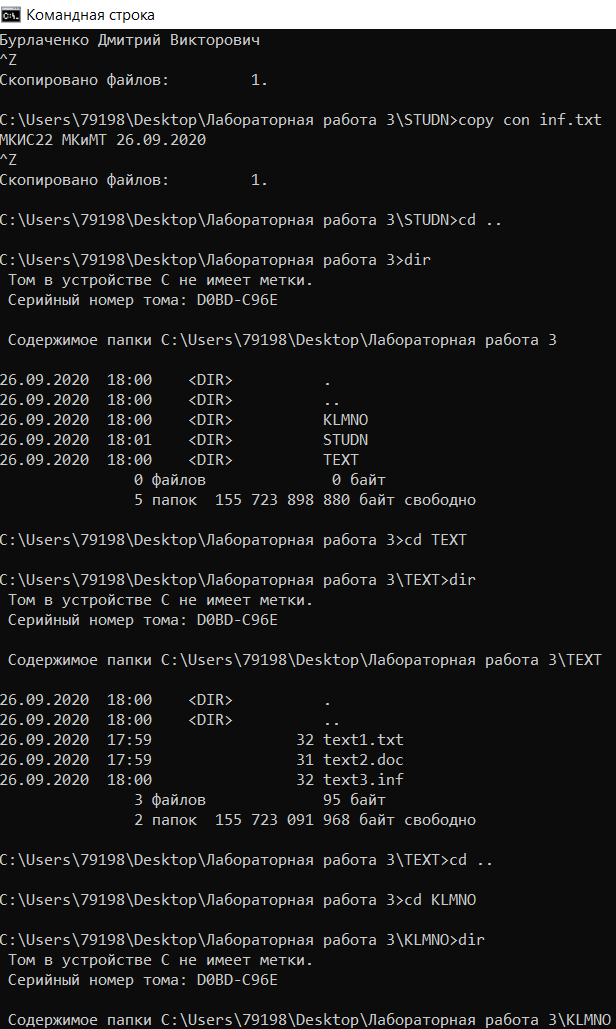 Командная строка
Бурлаченко Дмитрий Викторович
^Z
Скопировано файлов:         1.
C:\Users\79198\Desktop\Лабораторная работа 3\STUDN>copy con inf.txt
МКИС22 МКиМТ 26.09.2020
^Z
Скопировано файлов:         1.
C:\Users\79198\Desktop\Лабораторная работа 3\STUDN>cd ..
C:\Users\79198\Desktop\Лабораторная работа 3>dir
 Том в устройстве C не имеет метки.
 Серийный номер тома: D0BD-C96E
 Содержимое папки C:\Users\79198\Desktop\Лабораторная работа 3
26.09.2020  18:00    <DIR>          .
26.09.2020  18:00    <DIR>          ..
26.09.2020  18:00    <DIR>          KLMNO
26.09.2020  18:01    <DIR>          STUDN
26.09.2020  18:00    <DIR>          TEXT
               0 файлов              0 байт
               5 папок  155 723 898 880 байт свободно
C:\Users\79198\Desktop\Лабораторная работа 3>cd TEXT
C:\Users\79198\Desktop\Лабораторная работа 3\TEXT>dir
 Том в устройстве C не имеет метки.
 Серийный номер тома: D0BD-C96E
 Содержимое папки C:\Users\79198\Desktop\Лабораторная работа 3\TEXT
26.09.2020  18:00    <DIR>          .
26.09.2020  18:00    <DIR>          ..
26.09.2020  17:59                32 text1.txt
26.09.2020  17:59                31 text2.doc
26.09.2020  18:00                32 text3.inf
               3 файлов             95 байт
               2 папок  155 723 091 968 байт свободно
C:\Users\79198\Desktop\Лабораторная работа 3\TEXT>cd ..
C:\Users\79198\Desktop\Лабораторная работа 3>cd KLMNO
C:\Users\79198\Desktop\Лабораторная работа 3\KLMNO>dir
 Том в устройстве C не имеет метки.
 Серийный номер тома: D0BD-C96E
 Содержимое папки C:\Users\79198\Desktop\Лабораторная работа 3\KLMNO